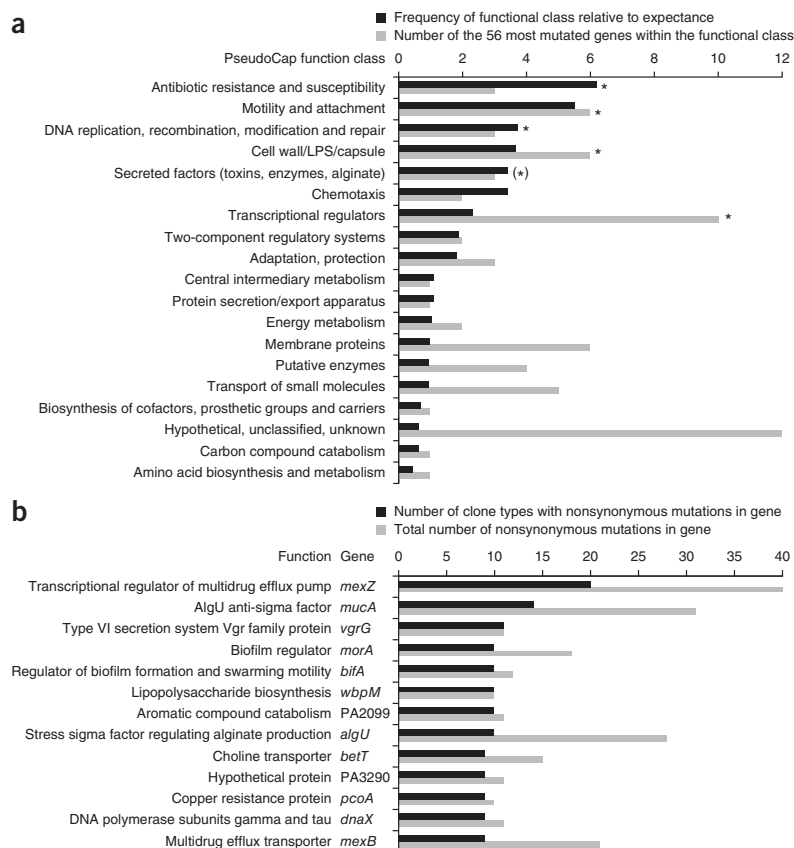 a
Frequency of functional class relative to expectance
Number of the 56 most mutated genes within the functional class
PseudoCap function class 0 2 4 6 8 10 12
Antibiotic resistance and susceptibility *
Motility and attachment *
DNA replication, recombination, modification and repair *
Cell wall/LPS/capsule *
Secreted factors (toxins, enzymes, alginate) (*)
Chemotaxis
Transcriptional regulators *
Two-component regulatory systems
Adaptation, protection
Central intermediary metabolism
Protein secretion/export apparatus
Energy metabolism
Membrane proteins
Putative enzymes
Transport of small molecules
Biosynthesis of cofactors, prosthetic groups and carriers
Hypothetical, unclassified, unknown
Carbon compound catabolism
Amino acid biosynthesis and metabolism
b
Number of clone types with nonsynonymous mutations in gene
Total number of nonsynonymous mutations in gene
Function Gene 0 5 10 15 20 25 30 35 40
Transcriptional regulator of multidrug efflux pump mexZ
AlgU anti-sigma factor mucA
Type VI secretion system Vgr family protein vgrG
Biofilm regulator morA
Regulator of biofilm formation and swarming motility bifA
Lipopolysaccharide biosynthesis wbpM
Aromatic compound catabolism PA2099
Stress sigma factor regulating alginate production algU
Choline transporter betT
Hypothetical protein PA3290
Copper resistance protein pcoA
DNA polymerase subunits gamma and tau dnaX
Multidrug efflux transporter mexB